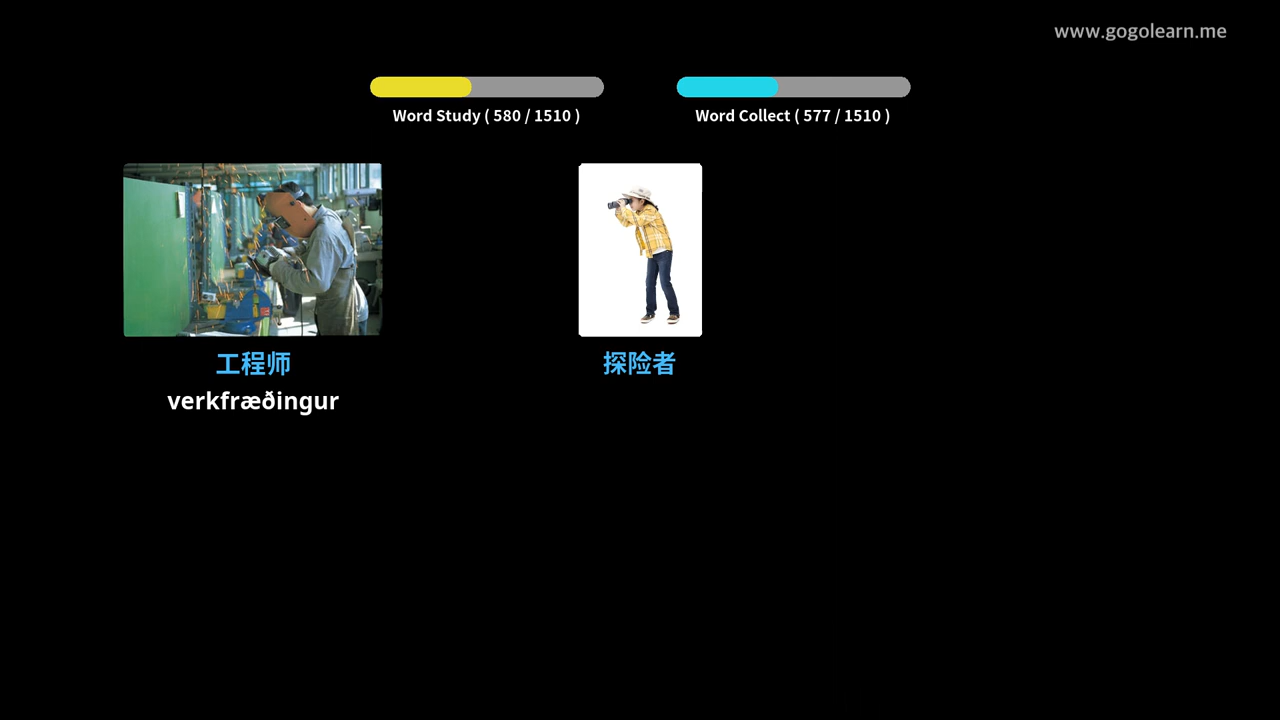 www.gogolearn.me
Word Study ( 580 / 1510 )
Word Collect ( 577 / 1510 )
工程师
探险者
verkfræðingur